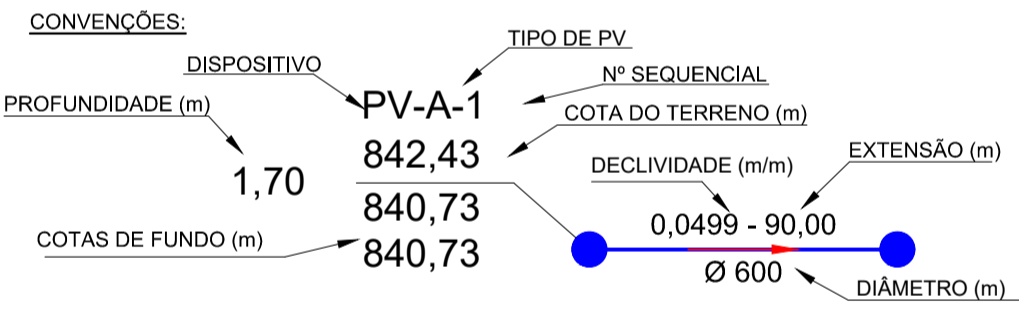 CONVENÇÕES:
TIPO DE PV
DISPOSITIVO
Nº SEQUENCIAL
PROFUNDIDADE (m)
PV-A-1
COTA DO TERRENO (m)
842,43
EXTENSÃO (m)
DECLIVIDADE (m/m)
1,70
840,73
0,0499 - 90,00
COTAS DE FUNDO (m)
840,73
Ø 600
DIÂMETRO (m)